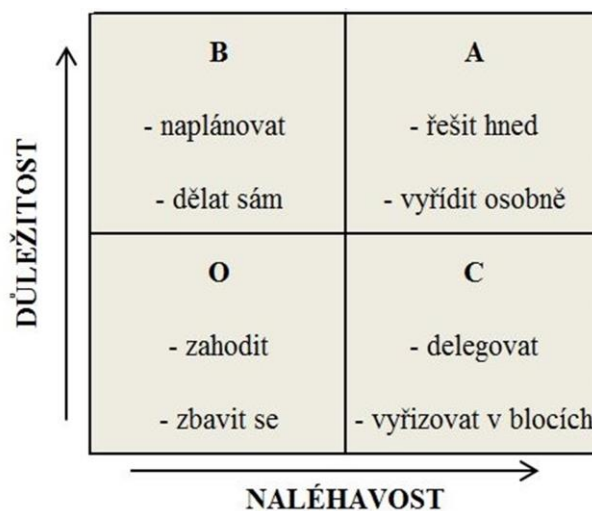 B
- naplánovat
- dělat sám
A
- řešit hned
- vyřídit osobně
O
- zahodit
- zbavit se
C
- delegovat
- vyřizovat v blocích
DŮLEŽITOST
NALÉHAVOST